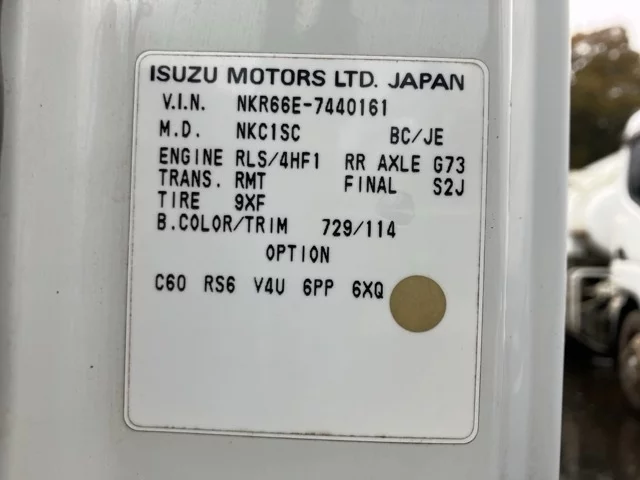 ISUZU MOTORS LTD. JAPAN
V.I.N. NKR66E-7440161
M.D. NKC1SC BC/JE
ENGINE RLS/4HF1 RR AXLE G73
TRANS. RMT FINAL S2J
TIRE 9XF
B.COLOR/TRIM 729/114
OPTION
C60 RS6 V4U 6PP 6XQ